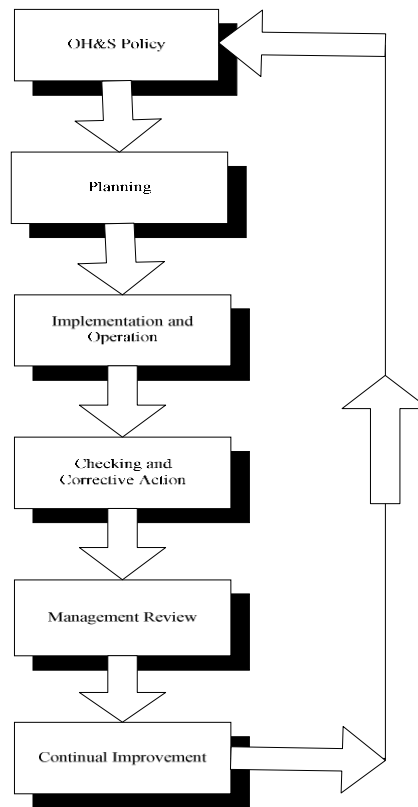 OH&S Policy
Planning
Implementation and
Operation
Checking and
Corrective Action
Management Review
Continual Improvement